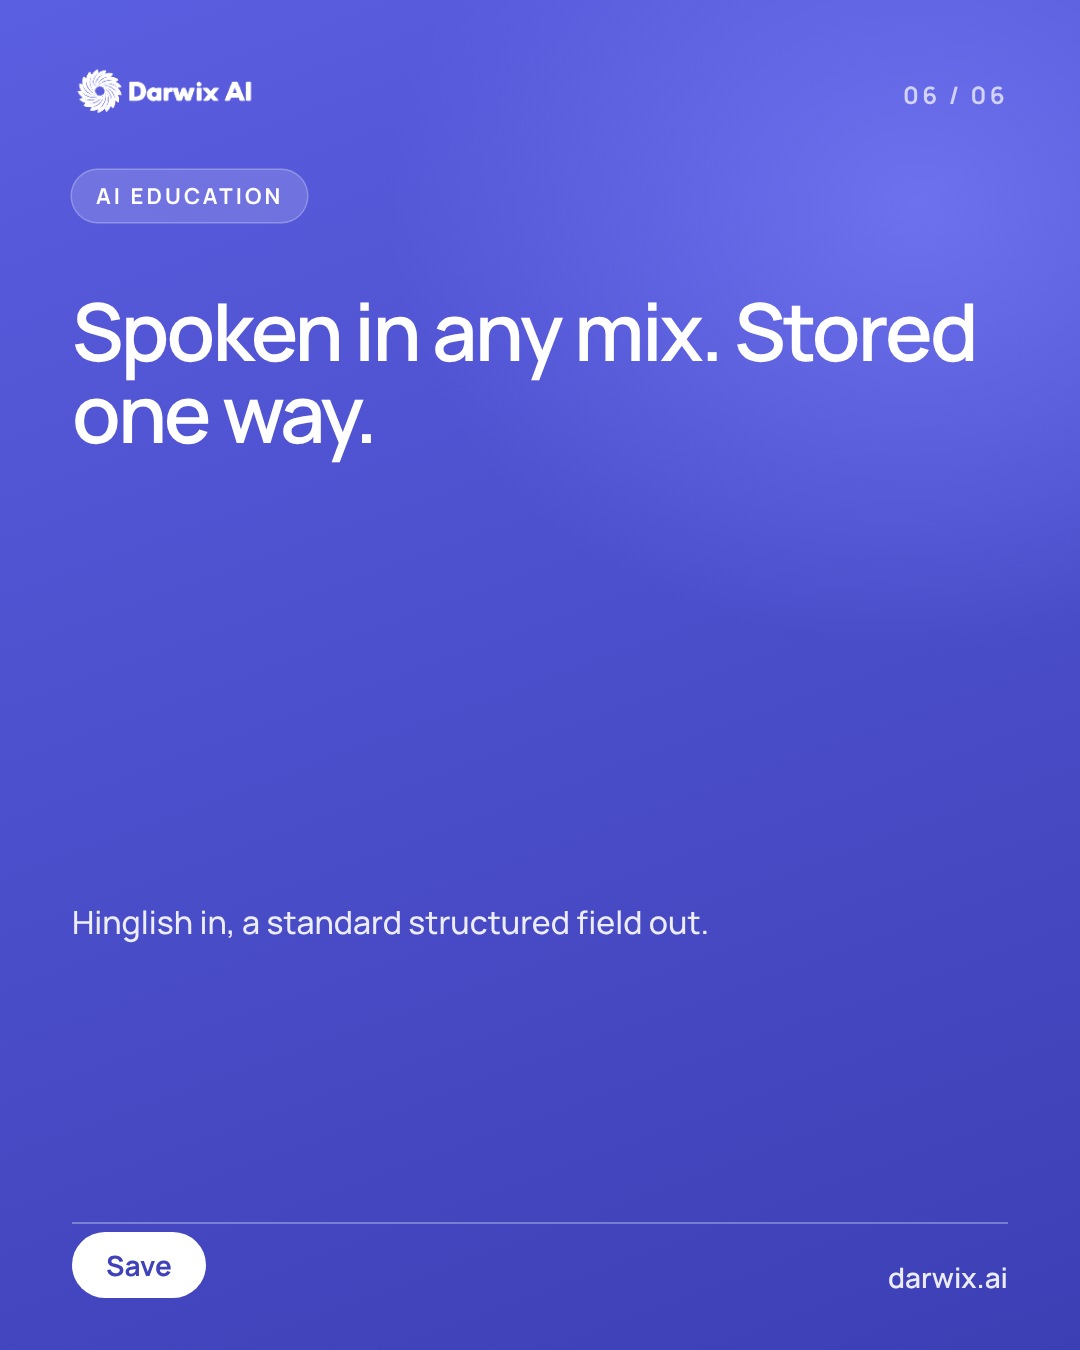 Darwix AI
06 / 06
AI EDUCATION
Spoken in any mix. Stored
one way.
Hinglish in, a standard structured field out.
Save
darwix.ai